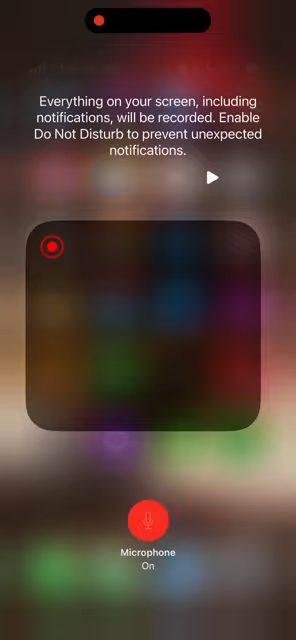 Everything on your screen, including
notifications, will be recorded. Enable
Do Not Disturb to prevent unexpected
notifications.
Microphone
On